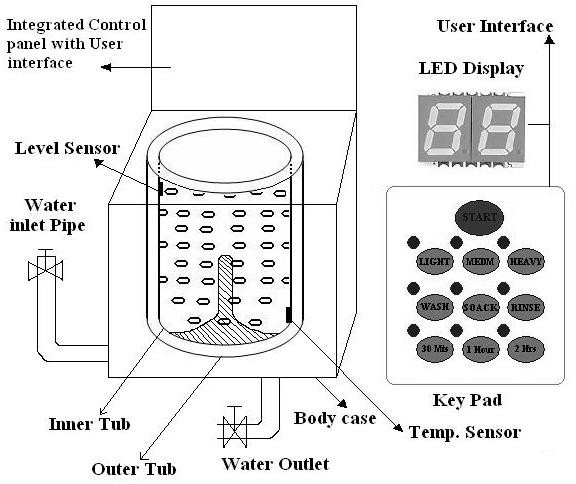 Integrated Control
panel with User
interface
User Interface
LED Display
88
Level Sensor
Water
inlet Pipe
START
LIGHT MEDM HEAVY
WASH SOACK RINSE
30 Mts 1 Hour 2 Hrs
Key Pad
Inner Tub
Body case
Temp. Sensor
Outer Tub
Water Outlet